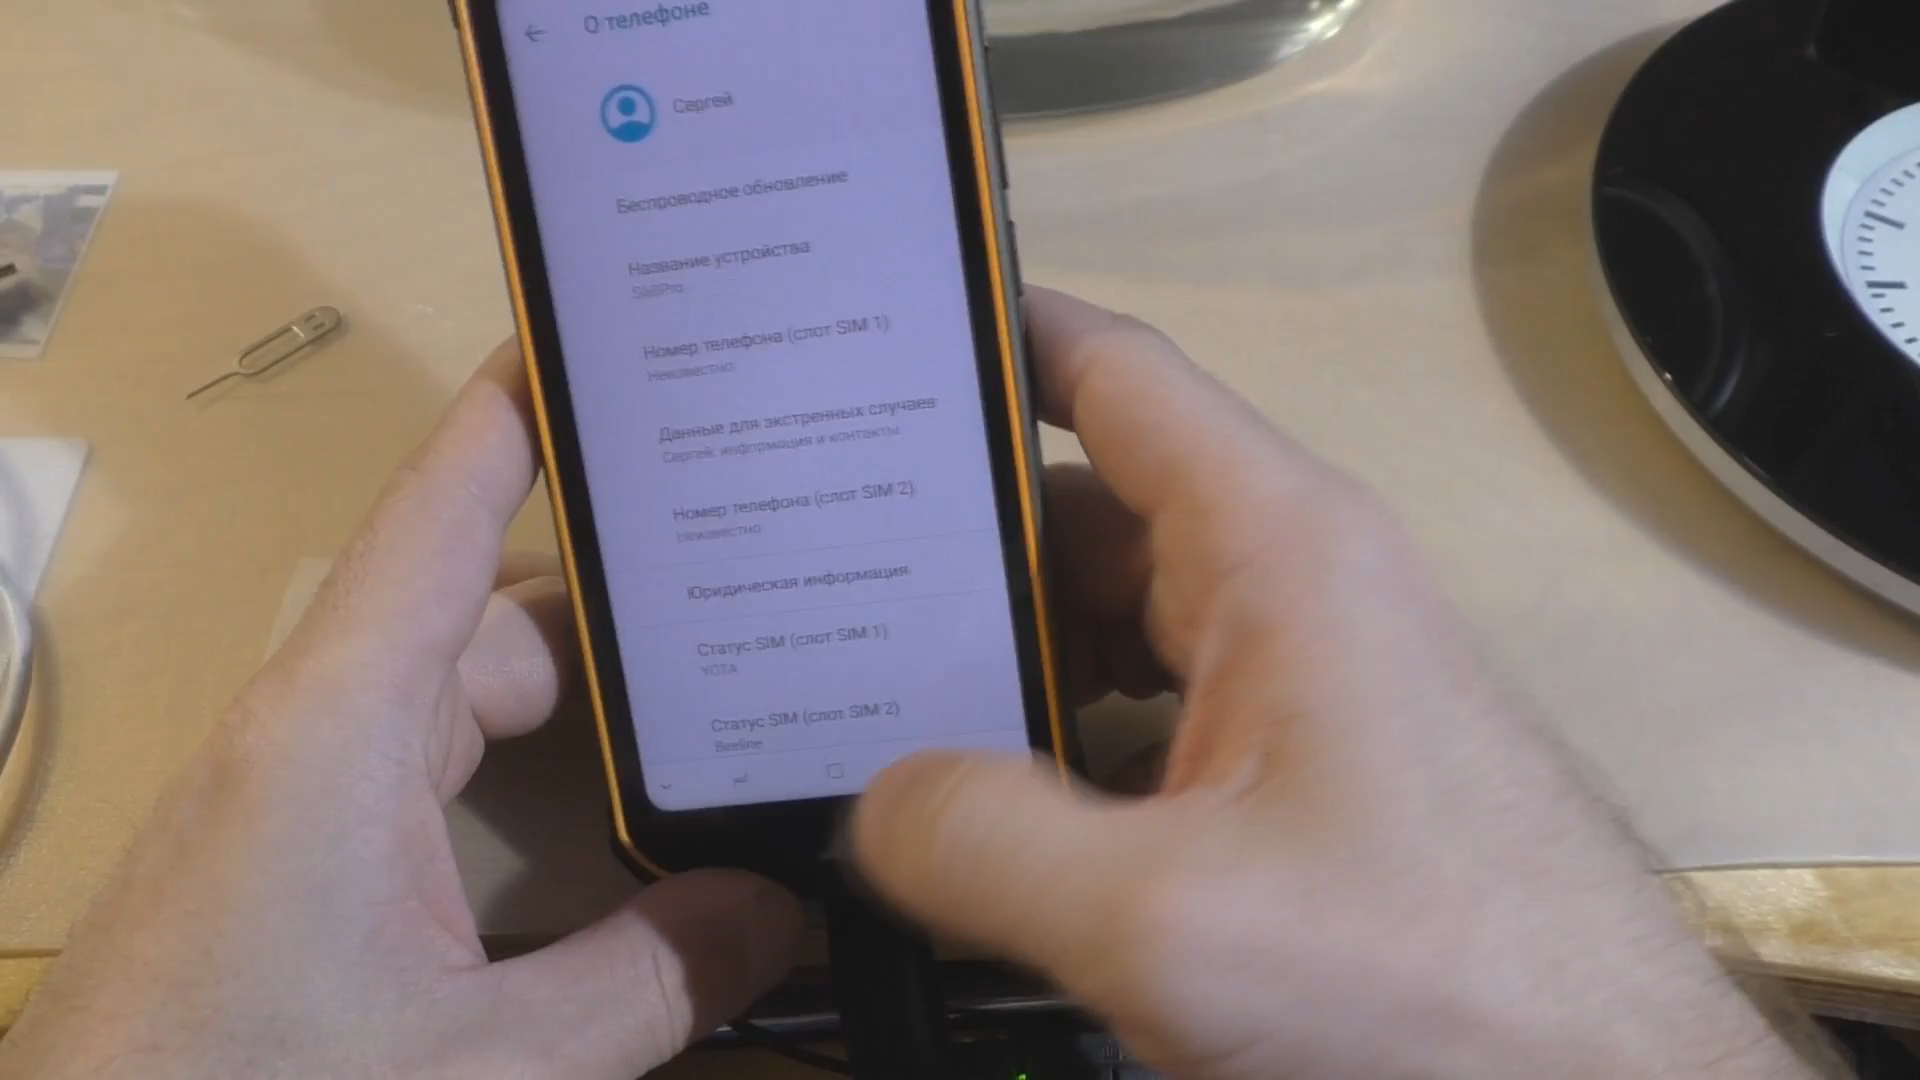 О телефоне
Сергей
Беспроводное обновление
Название устройства
S68Pro
Номер телефона (слот SIM 1)
Неизвестно
Данные для экстренных случаев
Сергей: информация и контакты
Номер телефона (слот SIM 2)
Неизвестно
Юридическая информация
Статус SIM (слот SIM 1)
YOTA
Статус SIM (слот SIM 2)
Beeline